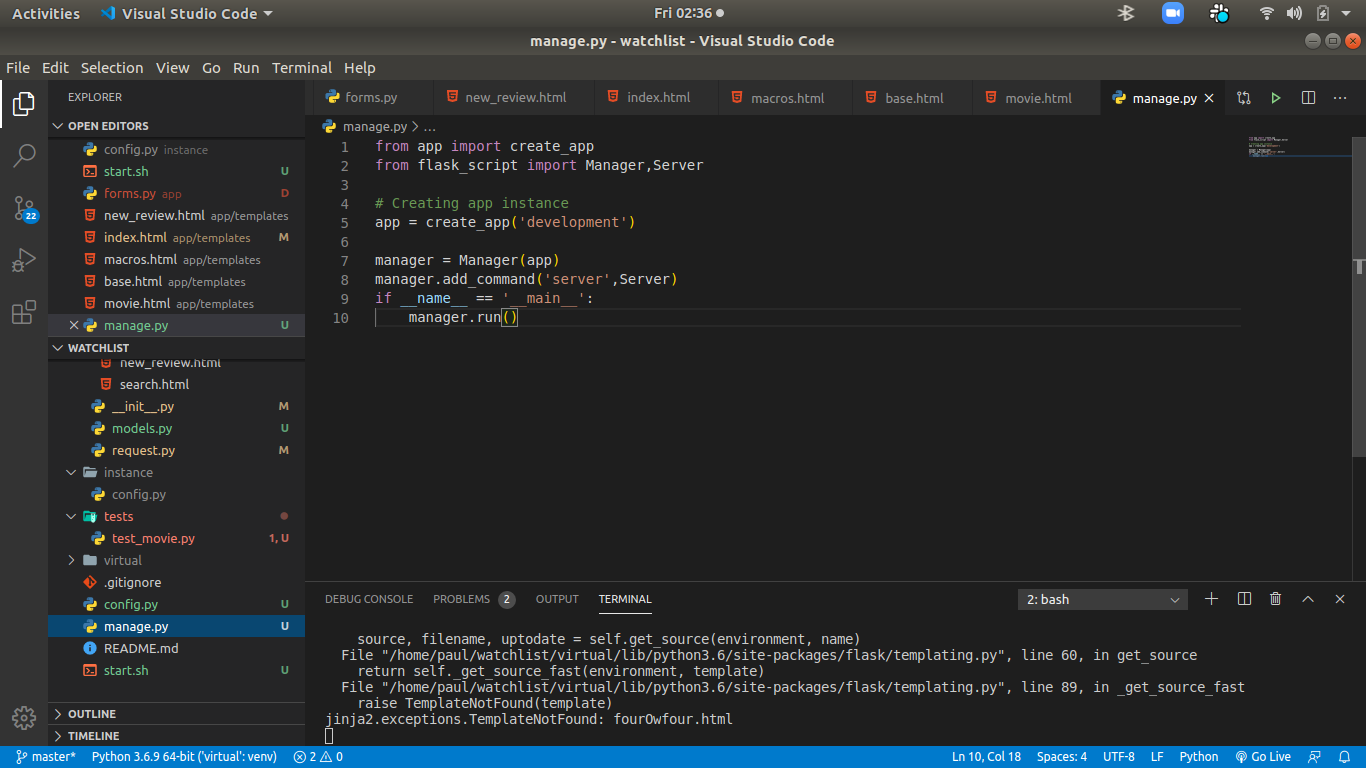 Activities
Visual Studio Code
Fri 02:36
manage.py - watchlist - Visual Studio Code
File Edit Selection View Go Run Terminal Help
EXPLORER
OPEN EDITORS
config.py instance
start.sh U
forms.py app D
new_review.html app/templates
index.html app/templates M
macros.html app/templates
base.html app/templates
movie.html app/templates
manage.py U
WATCHLIST
new_review.html
search.html
__init__.py M
models.py U
request.py M
instance
config.py
tests
test_movie.py 1, U
virtual
.gitignore
config.py U
manage.py U
README.md
start.sh U
OUTLINE
TIMELINE
22
forms.py
new_review.html
index.html
macros.html
base.html
movie.html
manage.py
manage.py > ...
1 from app import create_app
2 from flask_script import Manager,Server
3
4 # Creating app instance
5 app = create_app('development')
6
7 manager = Manager(app)
8 manager.add_command('server',Server)
9 if __name__ == '__main__':
10 manager.run()
DEBUG CONSOLE PROBLEMS 2 OUTPUT TERMINAL
2: bash
source, filename, uptodate = self.get_source(environment, name)
File "/home/paul/watchlist/virtual/lib/python3.6/site-packages/flask/templating.py", line 60, in get_source
return self._get_source_fast(environment, template)
File "/home/paul/watchlist/virtual/lib/python3.6/site-packages/flask/templating.py", line 89, in _get_source_fast
raise TemplateNotFound(template)
jinja2.exceptions.TemplateNotFound: fourOwfour.html
master* Python 3.6.9 64-bit ('virtual': venv) 2 0
Ln 10, Col 18 Spaces: 4 UTF-8 LF Python Go Live